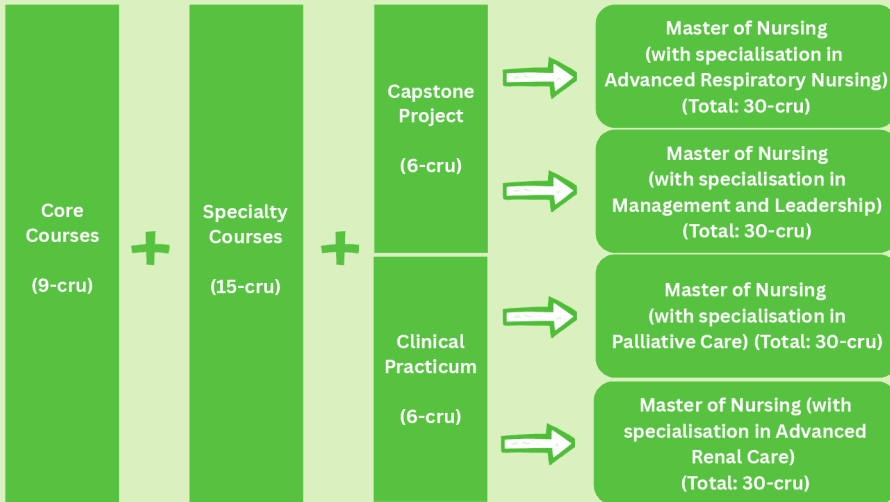 Core
Courses
(9-cru)
Specialty
Courses
(15-cru)
Capstone
Project
(6-cru)
Clinical
Practicum
(6-cru)
Master of Nursing
(with specialisation in
Advanced Respiratory Nursing)
(Total: 30-cru)
Master of Nursing
(with specialisation in
Management and Leadership)
(Total: 30-cru)
Master of Nursing
(with specialisation in
Palliative Care) (Total: 30-cru)
Master of Nursing (with
specialisation in Advanced
Renal Care)
(Total: 30-cru)